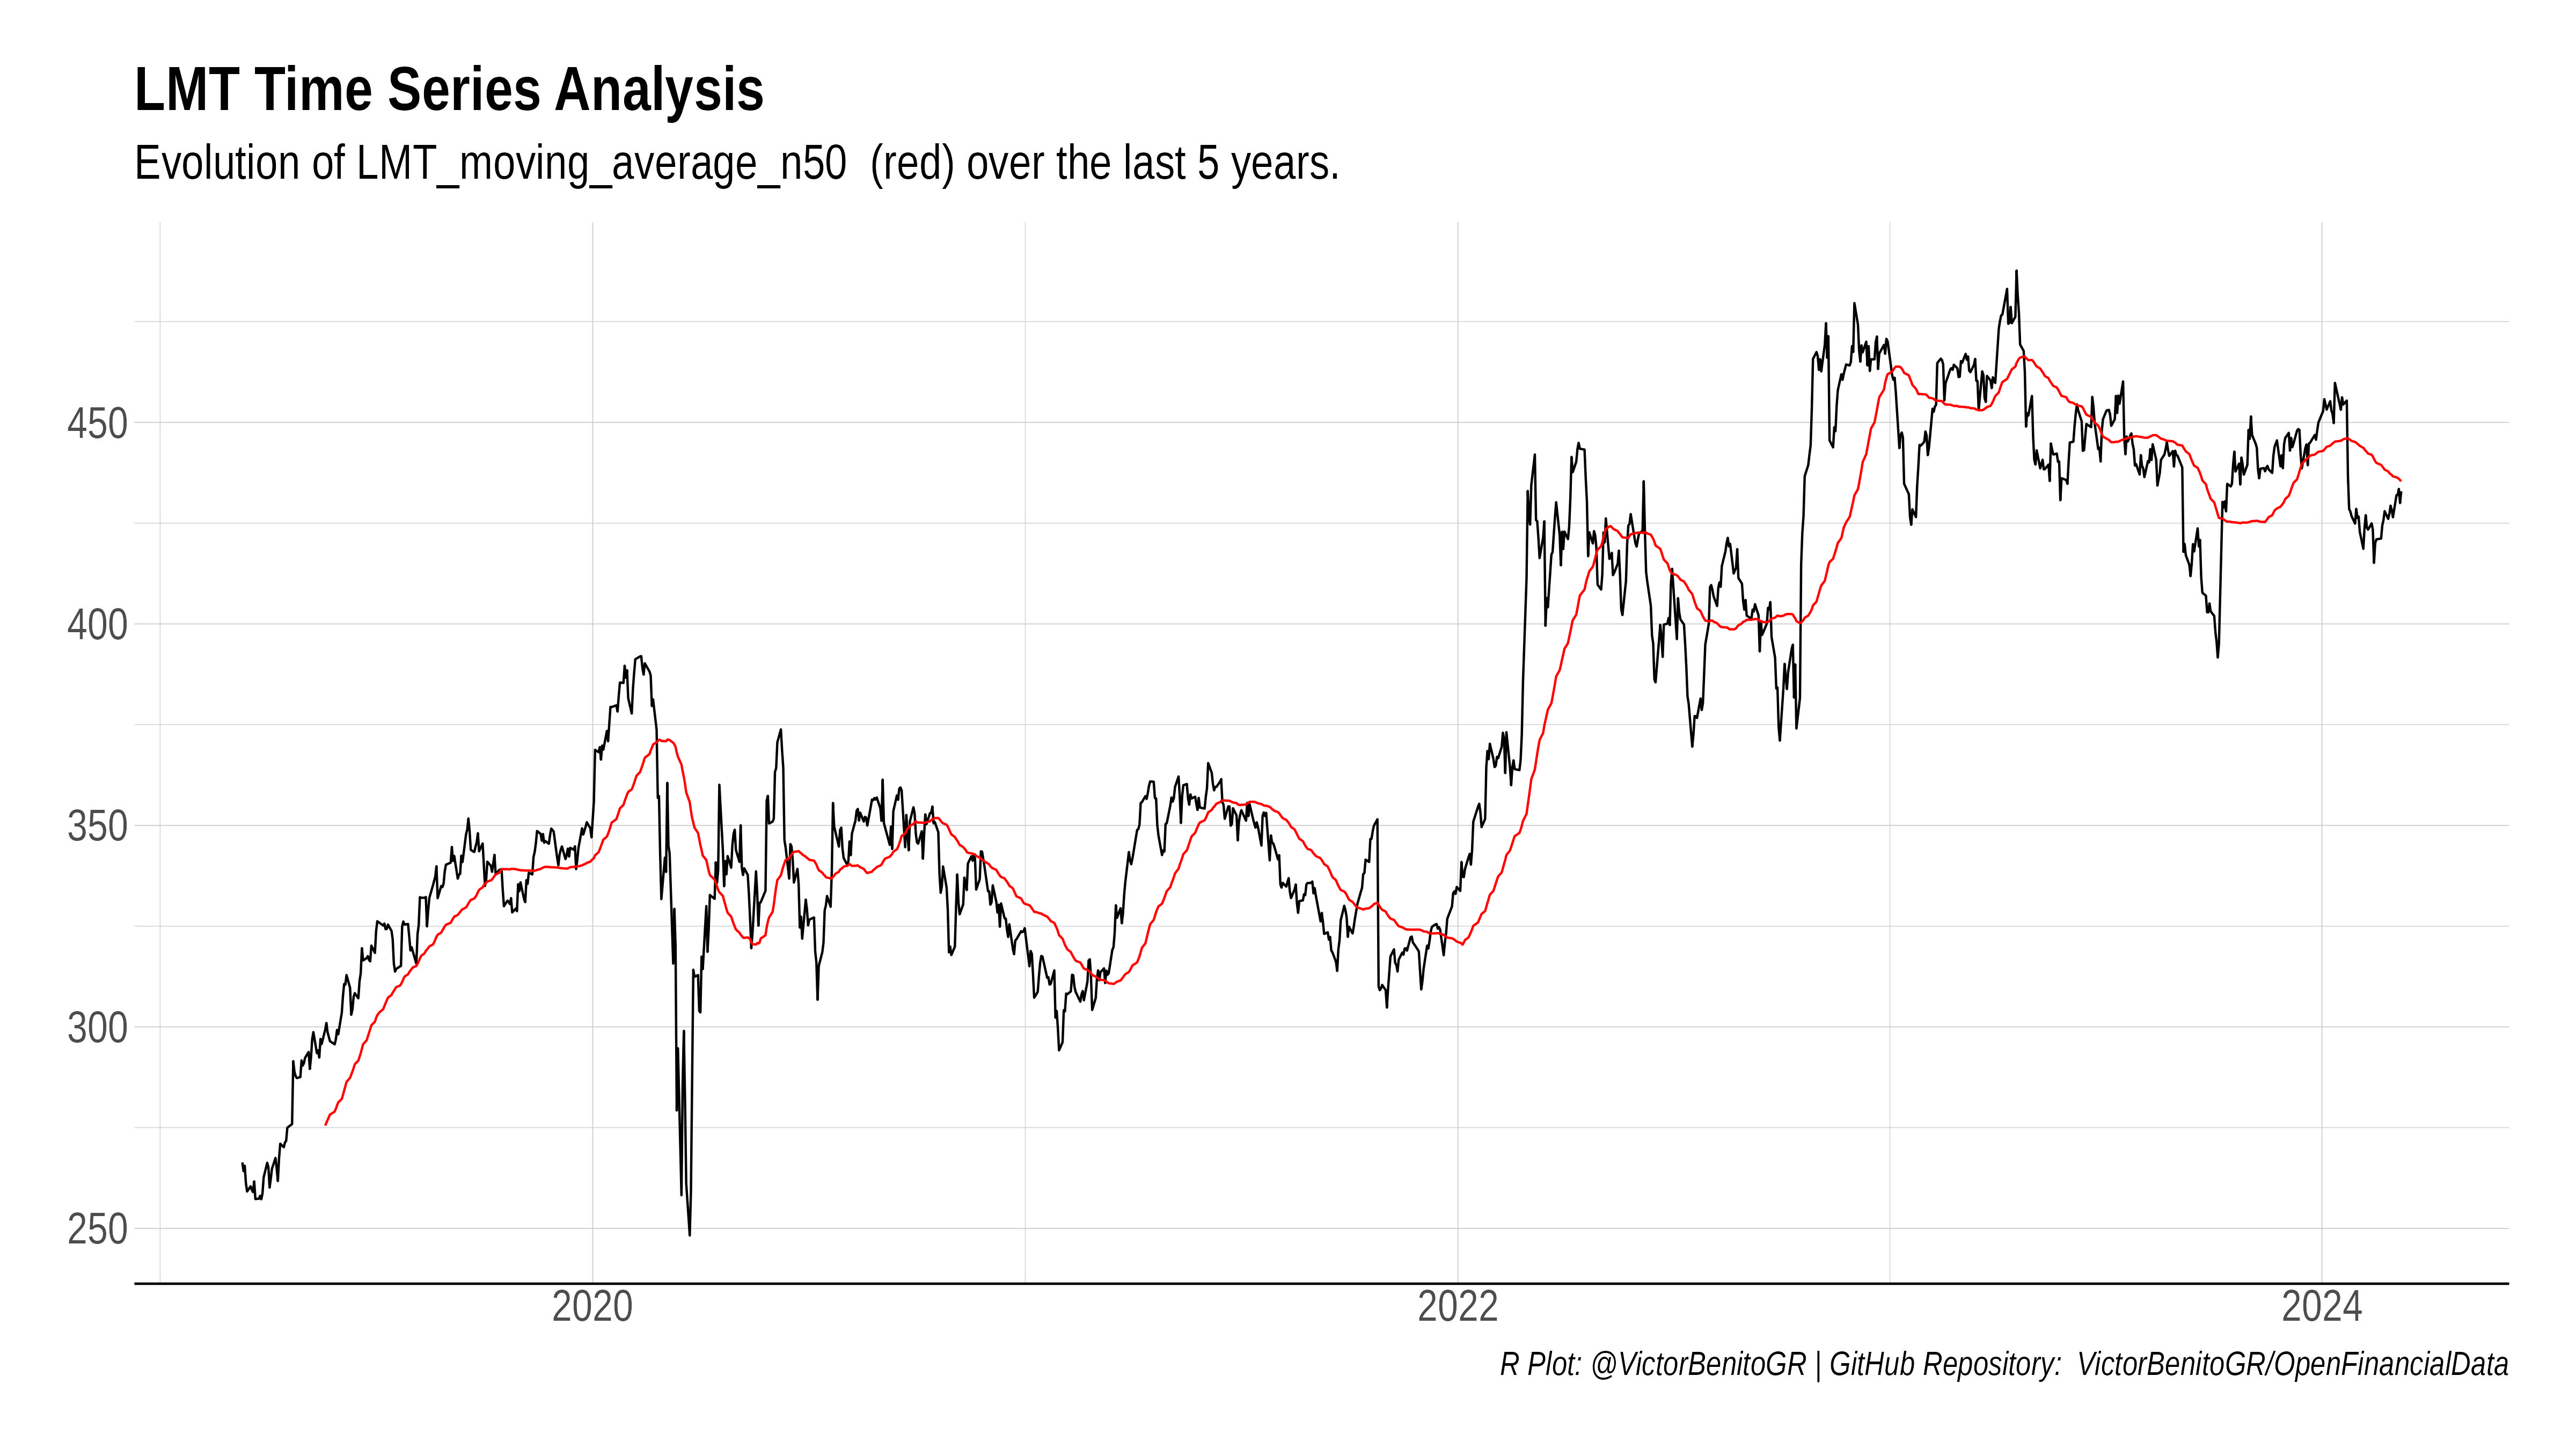 LMT Time Series Analysis
Evolution of LMT_moving_average_n50  (red) over the last 5 years.
450
400
350
300
250
2020 2022 2024
R Plot: @VictorBenitoGR | GitHub Repository:  VictorBenitoGR/OpenFinancialData